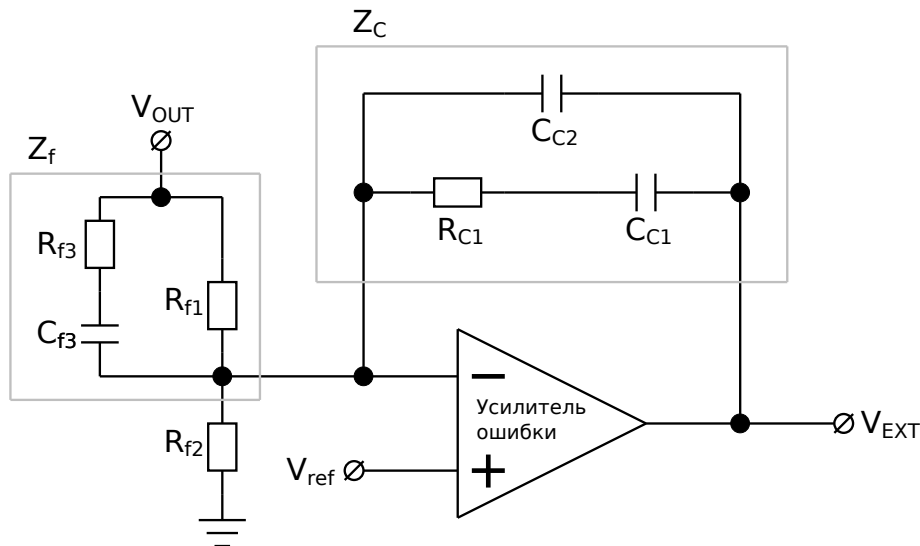 Z_C
V_OUT
C_C2
Z_f
R_f3
R_C1
C_C1
R_f1
C_f3
−
Усилитель
ошибки
V_EXT
R_f2
V_ref
+